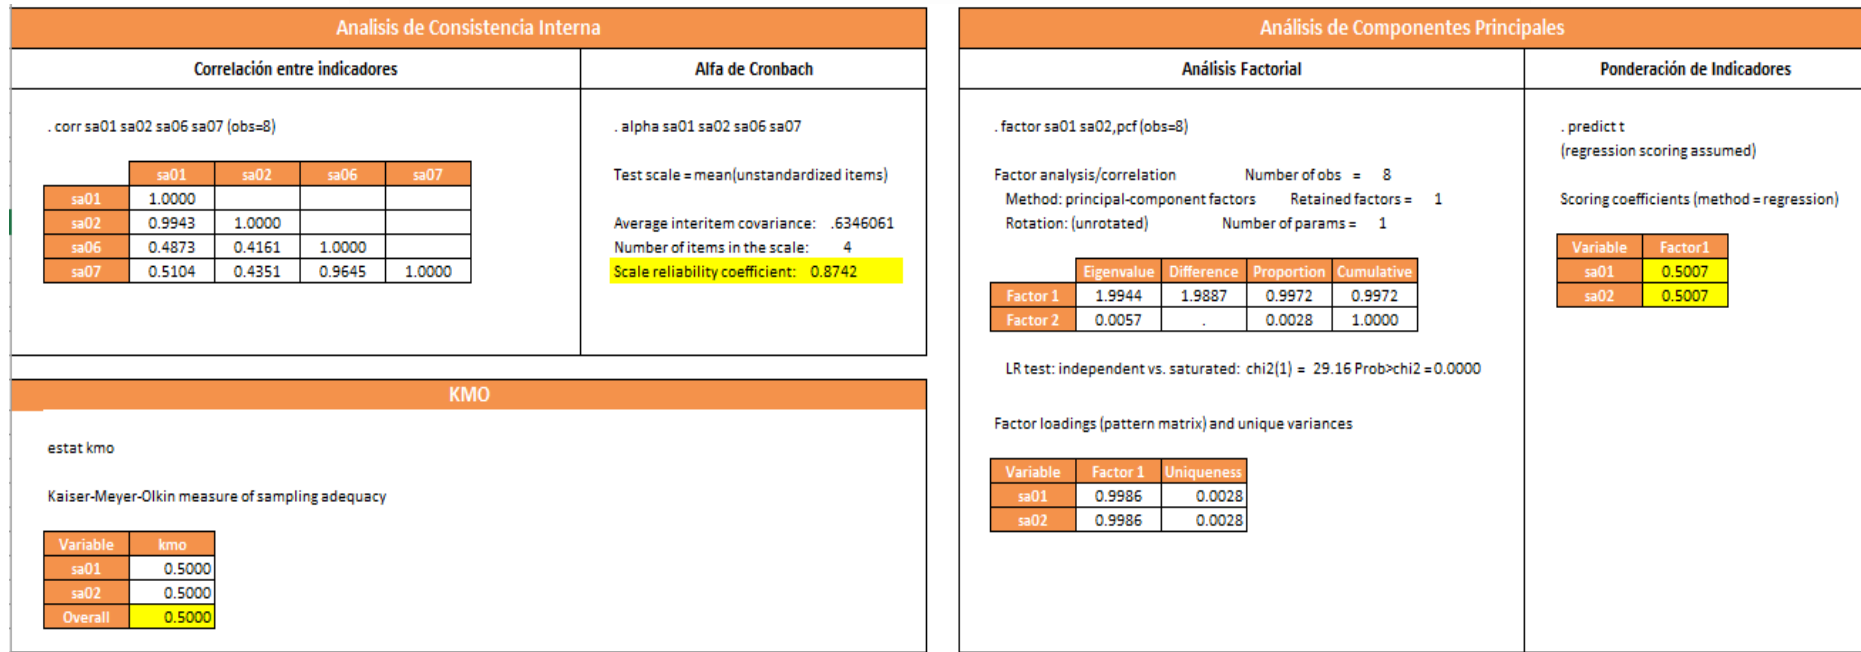 Analisis de Consistencia Interna
Correlación entre indicadores
Alfa de Cronbach
. corr sa01 sa02 sa06 sa07 (obs=8)
sa01 sa02 sa06 sa07
sa01 1.0000
sa02 0.9943 1.0000
sa06 0.4873 0.4161 1.0000
sa07 0.5104 0.4351 0.9645 1.0000
. alpha sa01 sa02 sa06 sa07
Test scale = mean(unstandardized items)
Average interitem covariance: .6346061
Number of items in the scale: 4
Scale reliability coefficient: 0.8742
KMO
estat kmo
Kaiser-Meyer-Olkin measure of sampling adequacy
Variable kmo
sa01 0.5000
sa02 0.5000
Overall 0.5000
Análisis de Componentes Principales
Análisis Factorial
Ponderación de Indicadores
. factor sa01 sa02,pcf (obs=8)
Factor analysis/correlation Number of obs = 8
Method: principal-component factors Retained factors = 1
Rotation: (unrotated) Number of params = 1
Eigenvalue Difference Proportion Cumulative
Factor 1 1.9944 1.9887 0.9972 0.9972
Factor 2 0.0057 . 0.0028 1.0000
LR test: independent vs. saturated: chi2(1) = 29.16 Prob>chi2 = 0.0000
Factor loadings (pattern matrix) and unique variances
Variable Factor 1 Uniqueness
sa01 0.9986 0.0028
sa02 0.9986 0.0028
. predict t
(regression scoring assumed)
Scoring coefficients (method = regression)
Variable Factor1
sa01 0.5007
sa02 0.5007